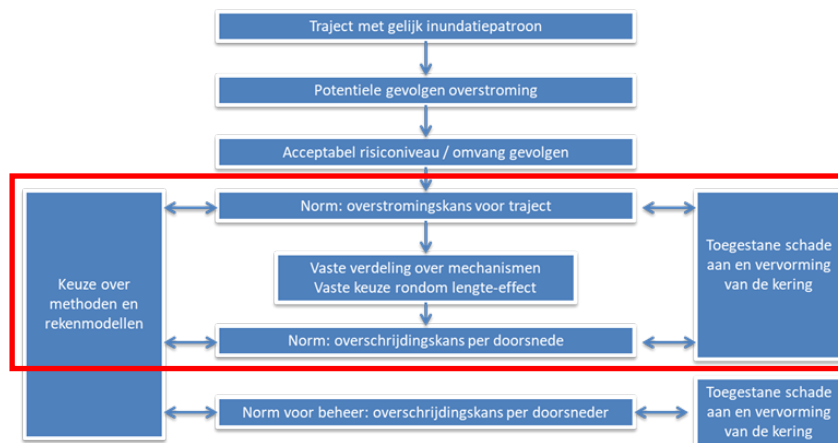 Traject met gelijk inundatiepatroon
Potentiele gevolgen overstroming
Acceptabel risiconiveau / omvang gevolgen
Norm: overstromingskans voor traject
Vaste verdeling over mechanismen
Vaste keuze rondom lengte-effect
Norm: overschrijdingskans per doorsnede
Keuze over
methoden en
rekenmodellen
Toegestane schade
aan en vervorming
van de kering
Norm voor beheer: overschrijdingskans per doorsneder
Toegestane schade
aan en vervorming
van de kering